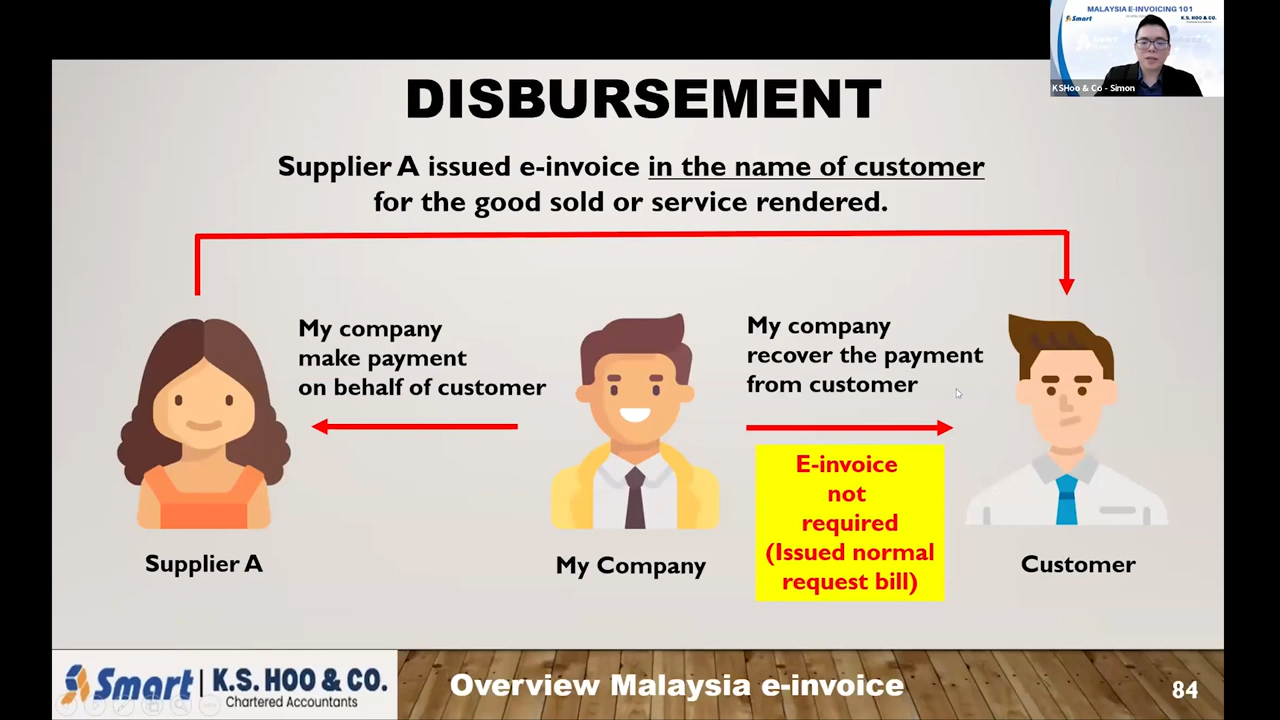 MALAYSIA E-INVOICING 101
Smart
K.S. HOO & CO.
KSHoo & Co - Simon
DISBURSEMENT
Supplier A issued e-invoice in the name of customer
for the good sold or service rendered.
My company
make payment
on behalf of customer
My company
recover the payment
from customer
E-invoice
not
required
(Issued normal
request bill)
Supplier A
My Company
Customer
Smart
K.S. HOO & CO.
Chartered Accountants
Overview Malaysia e-invoice
84